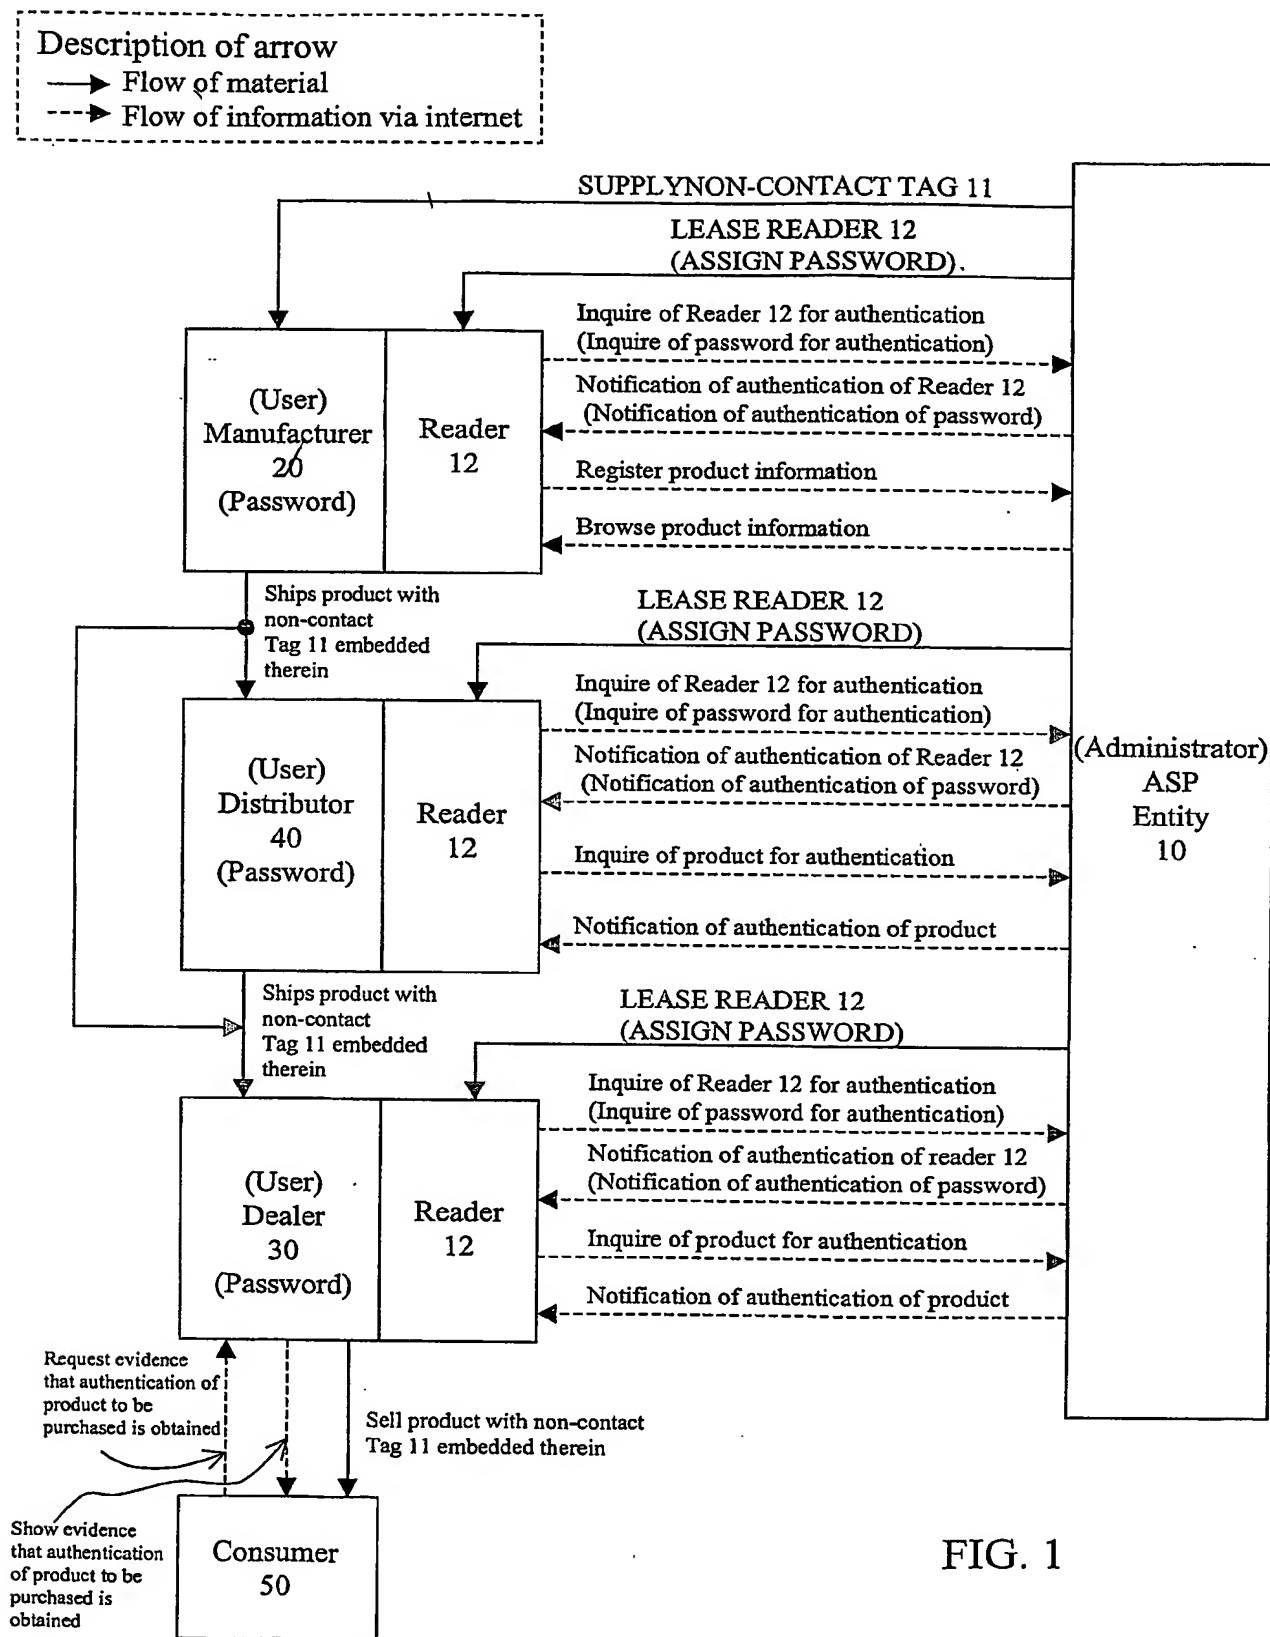 Description of arrow
Flow of material
Flow of information via internet
SUPPLYNON-CONTACT TAG 11
LEASE READER 12
(ASSIGN PASSWORD).
Inquire of Reader 12 for authentication
(Inquire of password for authentication)
Notification of authentication of Reader 12
(Notification of authentication of password)
Register product information
Browse product information
(User)
Manufacturer
20
(Password)
Reader
12
Ships product with
non-contact
Tag 11 embedded
therein
LEASE READER 12
(ASSIGN PASSWORD)
Inquire of Reader 12 for authentication
(Inquire of password for authentication)
Notification of authentication of Reader 12
(Notification of authentication of password)
Inquire of product for authentication
Notification of authentication of product
(User)
Distributor
40
(Password)
Reader
12
(Administrator)
ASP
Entity
10
Ships product with
non-contact
Tag 11 embedded
therein
LEASE READER 12
(ASSIGN PASSWORD)
Inquire of Reader 12 for authentication
(Inquire of password for authentication)
Notification of authentication of reader 12
(Notification of authentication of password)
Inquire of product for authentication
Notification of authentication of product
(User)
Dealer
30
(Password)
Reader
12
Request evidence
that authentication of
product to be
purchased is obtained
Sell product with non-contact
Tag 11 embedded therein
Show evidence
that authentication
of product to be
purchased is
obtained
Consumer
50
FIG. 1